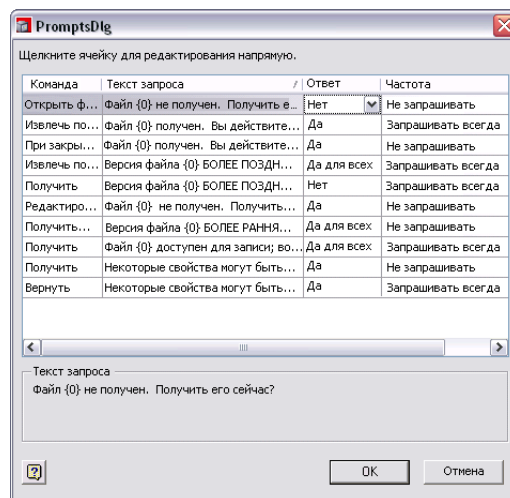 PromptsDlg
Щелкните ячейку для редактирования напрямую.
Команда Текст запроса / Ответ Частота
Открыть ф... Файл {0} не получен. Получить е... Нет Не запрашивать
Извлечь по... Файл {0} получен. Вы действите... Да Запрашивать всегда
При закры... Файл {0} получен. Вы действите... Да Не запрашивать
Извлечь по... Версия файла {0} БОЛЕЕ ПОЗДН... Да для всех Запрашивать всегда
Получить Версия файла {0} БОЛЕЕ ПОЗДН... Нет Запрашивать всегда
Редактиро... Файл {0} не получен. Получить... Да Не запрашивать
Получить... Версия файла {0} БОЛЕЕ РАННЯ... Да для всех Не запрашивать
Получить Файл {0} доступен для записи; во... Да для всех Запрашивать всегда
Получить Некоторые свойства могут быть... Да Не запрашивать
Вернуть Некоторые свойства могут быть... Да Запрашивать всегда
Текст запроса
Файл {0} не получен. Получить его сейчас?
? OK Отмена